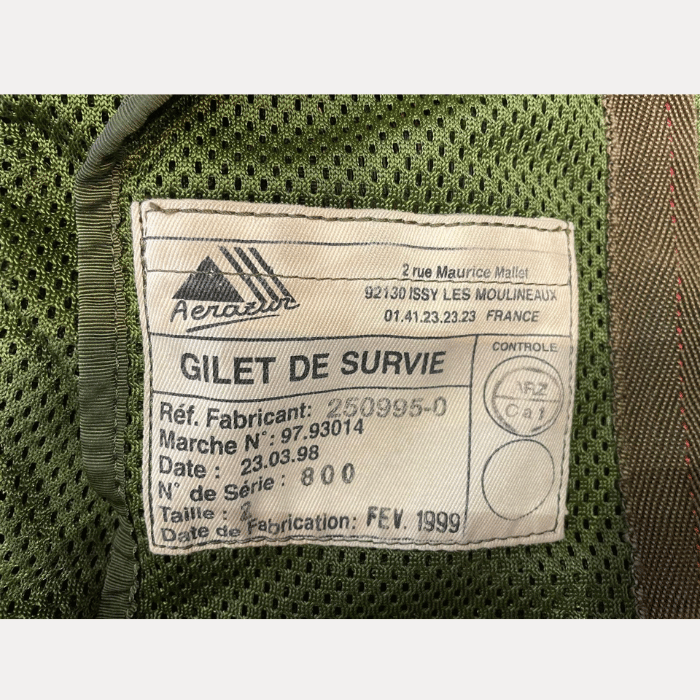 Aerazur
2 rue Maurice Mallet
92130 ISSY LES MOULINEAUX
01.41.23.23.23 FRANCE
GILET DE SURVIE
CONTROLE
Réf. Fabricant: 250995-0
Marche N°: 97.93014
Date : 23.03.98
N° de Série : 800
Taille :
Date de Fabrication: FEV. 1999
ARZ
Ca1